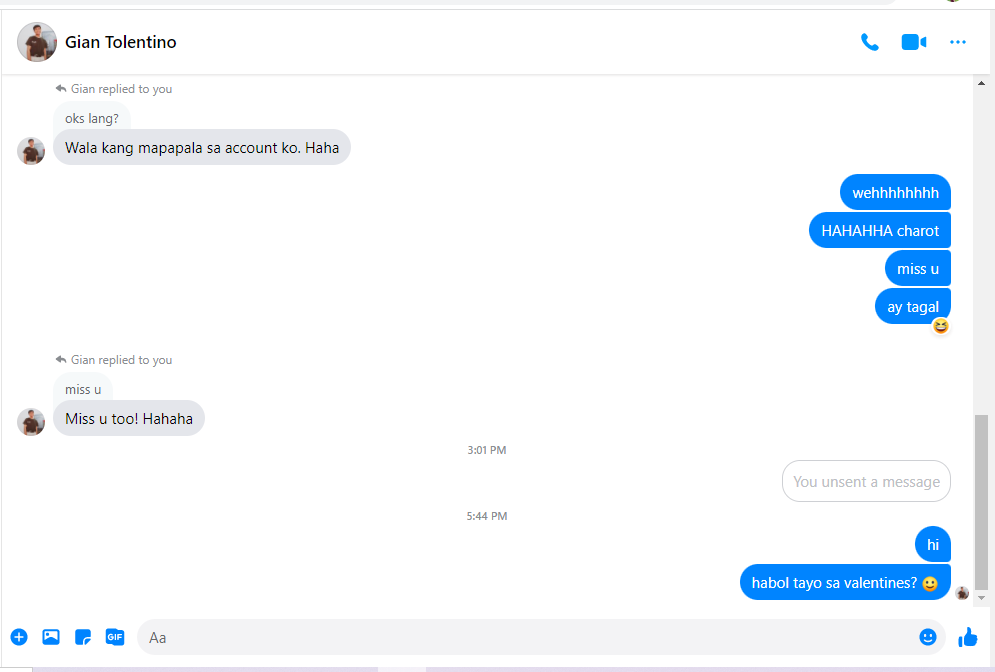 Gian Tolentino
Gian replied to you
oks lang?
Wala kang mapapala sa account ko. Haha
wehhhhhhhh
HAHAHHA charot
miss u
ay tagal
Gian replied to you
miss u
Miss u too! Hahaha
3:01 PM
You unsent a message
5:44 PM
hi
habol tayo sa valentines? 🙂
GIF
Aa